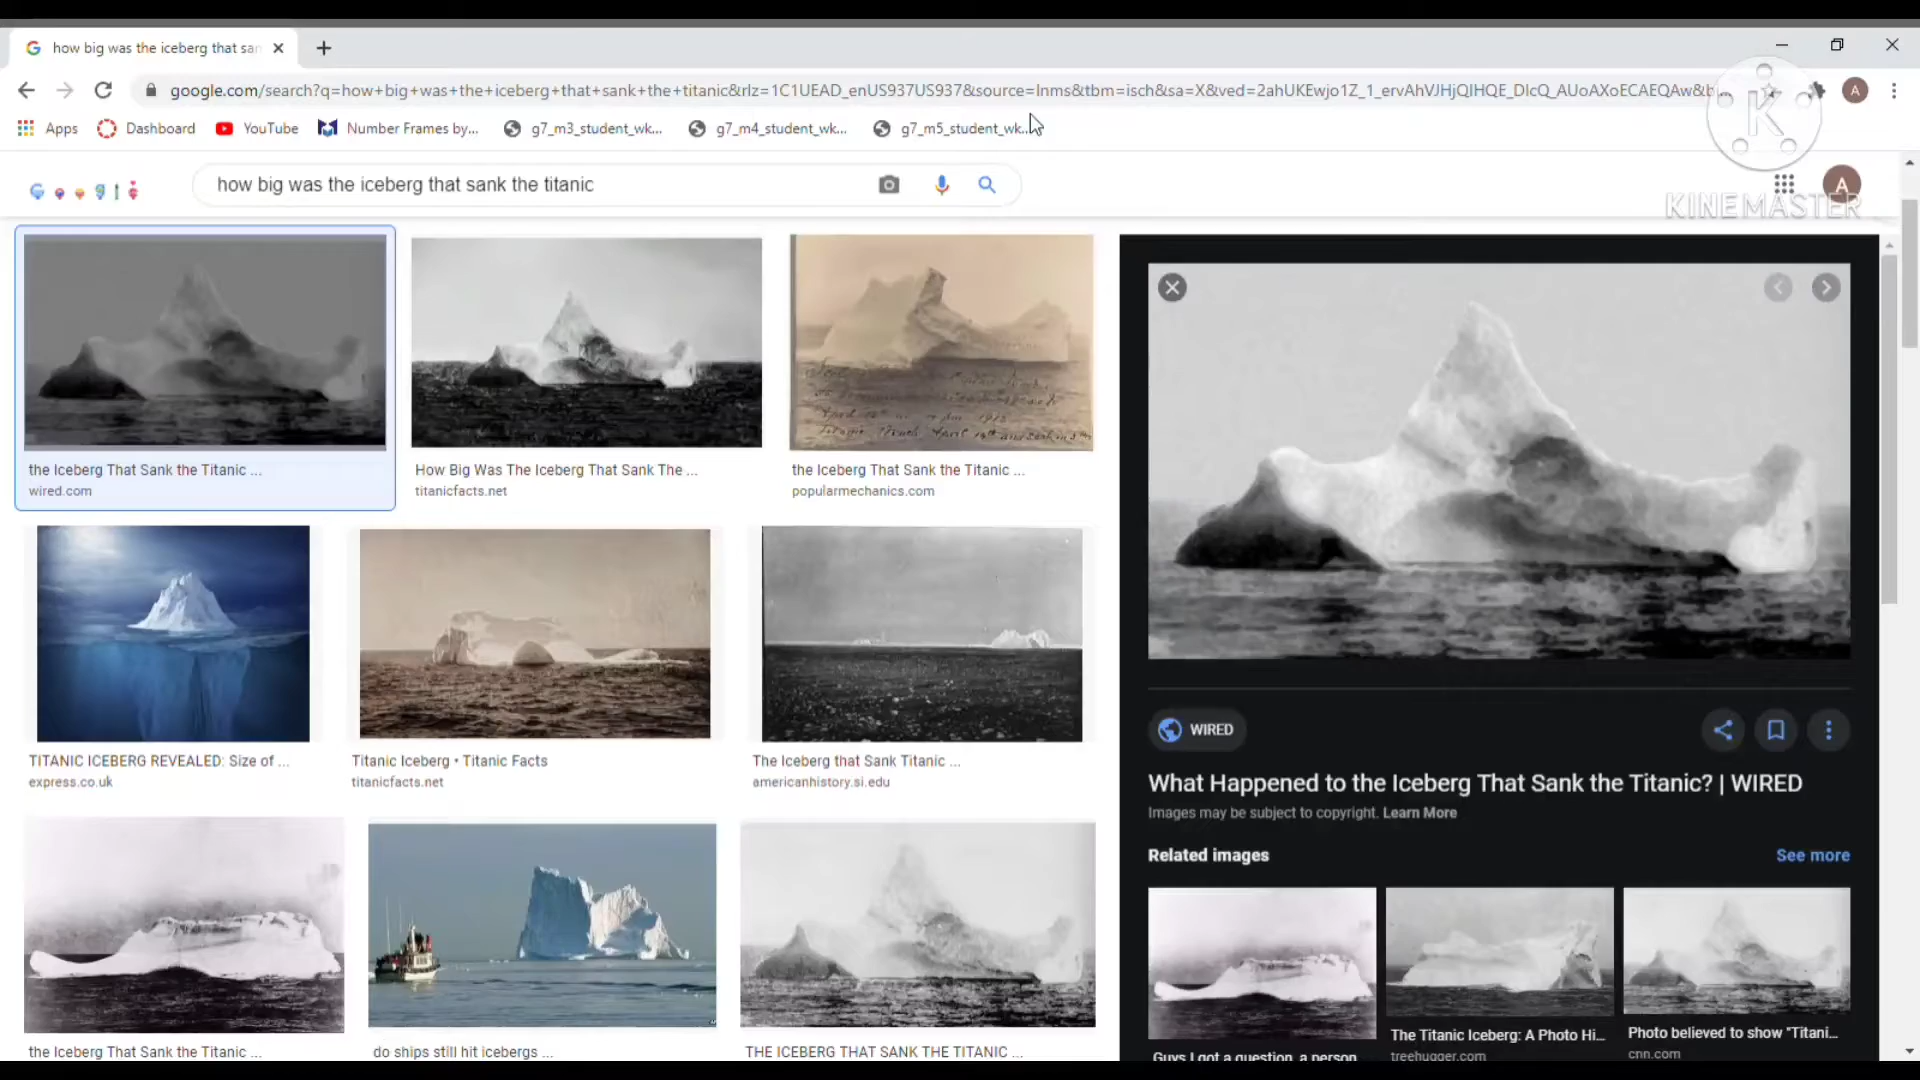 how big was the iceberg that san
google.com/search?q=how+big+was+the+iceberg+that+sank+the+titanic&rlz=1C1UEAD_enUS937US937&source=lnms&tbm=isch&sa=X&ved=2ahUKEwjo1Z_1_ervAhVJHjQIHQE_DIcQ_AUoAXoECAEQAw&b
A
Apps
Dashboard
YouTube
Number Frames by...
g7_m3_student_wk...
g7_m4_student_wk...
g7_m5_student_wk...
K
KINEMASTER
Google
how big was the iceberg that sank the titanic
A
the Iceberg That Sank the Titanic ...
wired.com
How Big Was The Iceberg That Sank The ...
titanicfacts.net
the Iceberg That Sank the Titanic ...
popularmechanics.com
TITANIC ICEBERG REVEALED: Size of ...
express.co.uk
Titanic Iceberg • Titanic Facts
titanicfacts.net
The Iceberg that Sank Titanic ...
americanhistory.si.edu
the Iceberg That Sank the Titanic ...
do ships still hit icebergs ...
THE ICEBERG THAT SANK THE TITANIC ...
WIRED
What Happened to the Iceberg That Sank the Titanic? | WIRED
Images may be subject to copyright. Learn More
Related images
See more
Guys I got a question, a person
The Titanic Iceberg: A Photo Hi...
treehugger.com
Photo believed to show "Titani...
cnn.com